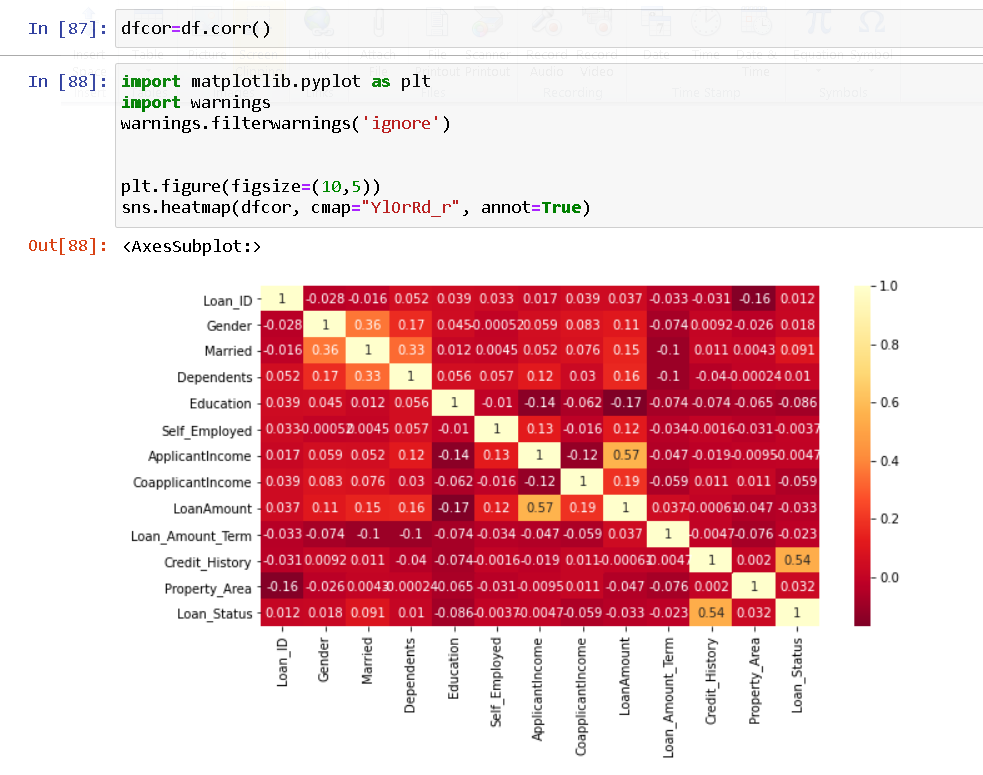 In [87]: dfcor=df.corr()
In [88]: import matplotlib.pyplot as plt
import warnings
warnings.filterwarnings('ignore')
plt.figure(figsize=(10,5))
sns.heatmap(dfcor, cmap="YlOrRd_r", annot=True)
Out[88]: <AxesSubplot:>
Loan_ID 1 -0.028 -0.016 0.052 0.039 0.033 0.017 0.039 0.037 -0.033 -0.031 -0.16 0.012
Gender -0.028 1 0.36 0.17 0.045 -0.00052 0.059 0.083 0.11 -0.074 0.0092 -0.026 0.018
Married -0.016 0.36 1 0.33 0.012 0.0045 0.052 0.076 0.15 -0.1 0.011 0.0043 0.091
Dependents 0.052 0.17 0.33 1 0.056 0.057 0.12 0.03 0.16 -0.1 -0.04 -0.00024 0.01
Education 0.039 0.045 0.012 0.056 1 -0.01 -0.14 -0.062 -0.17 -0.074 -0.074 -0.065 -0.086
Self_Employed 0.033 -0.00052 0.0045 0.057 -0.01 1 0.13 -0.016 0.12 -0.034 -0.0016 -0.031 -0.0037
ApplicantIncome 0.017 0.059 0.052 0.12 -0.14 0.13 1 -0.12 0.57 -0.047 -0.019 -0.0095 -0.0047
CoapplicantIncome 0.039 0.083 0.076 0.03 -0.062 -0.016 -0.12 1 0.19 -0.059 0.011 0.011 -0.059
LoanAmount 0.037 0.11 0.15 0.16 -0.17 0.12 0.57 0.19 1 0.037 -0.00061 -0.047 -0.033
Loan_Amount_Term -0.033 -0.074 -0.1 -0.1 -0.074 -0.034 -0.047 -0.059 0.037 1 -0.0047 -0.076 -0.023
Credit_History -0.031 0.0092 0.011 -0.04 -0.074 -0.0016 -0.019 0.011 -0.00061 -0.0047 1 0.002 0.54
Property_Area -0.16 -0.026 0.0043 -0.00024 -0.065 -0.031 -0.0095 0.011 -0.047 -0.076 0.002 1 0.032
Loan_Status 0.012 0.018 0.091 0.01 -0.086 -0.0037 -0.0047 -0.059 -0.033 -0.023 0.54 0.032 1
Loan_ID Gender Married Dependents Education Self_Employed ApplicantIncome CoapplicantIncome LoanAmount Loan_Amount_Term Credit_History Property_Area Loan_Status
1.0
0.8
0.6
0.4
0.2
0.0